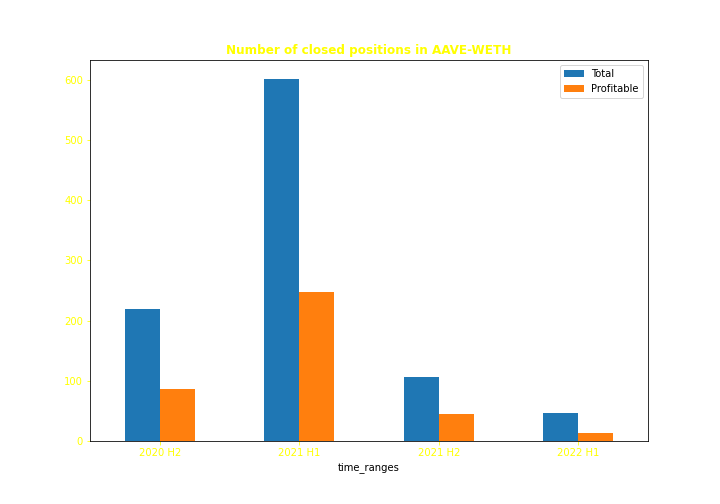 Number of closed positions in AAVE-WETH
Total
Profitable
600
500
400
300
200
100
0
2020 H2
2021 H1
2021 H2
2022 H1
time_ranges